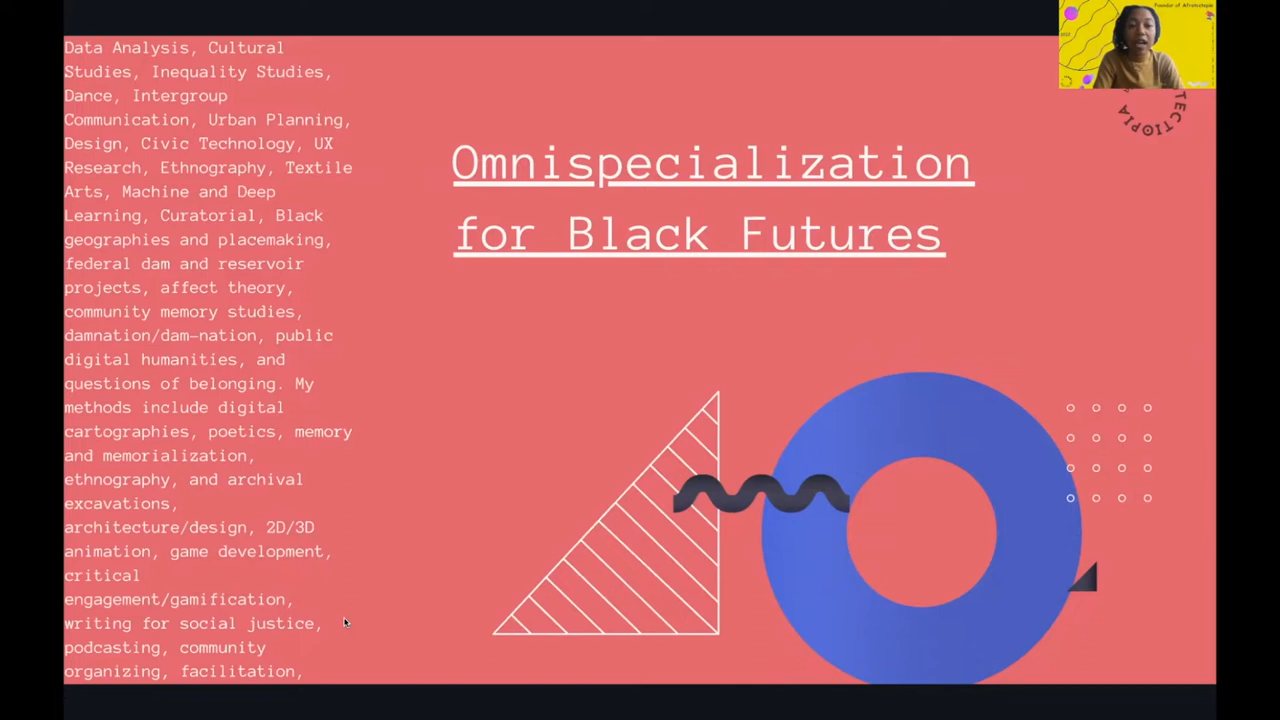 Data Analysis, Cultural
Studies, Inequality Studies,
Dance, Intergroup
Communication, Urban Planning,
Design, Civic Technology, UX
Research, Ethnography, Textile
Arts, Machine and Deep
Learning, Curatorial, Black
geographies and placemaking,
federal dam and reservoir
projects, affect theory,
community memory studies,
damnation/dam-nation, public
digital humanities, and
questions of belonging. My
methods include digital
cartographies, poetics, memory
and memorialization,
ethnography, and archival
excavations,
architecture/design, 2D/3D
animation, game development,
critical
engagement/gamification,
writing for social justice,
podcasting, community
organizing, facilitation,
Omnispecialization
for Black Futures
Founder of Afrotectopia
TECTIOPIA